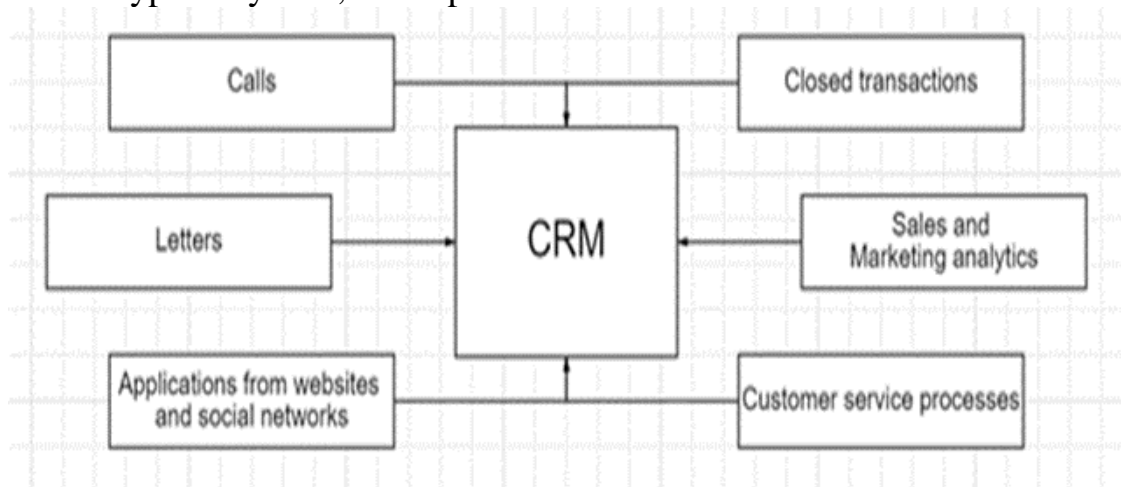 Calls
Closed transactions
CRM
Letters
Sales and
Marketing analytics
Applications from websites
and social networks
Customer service processes